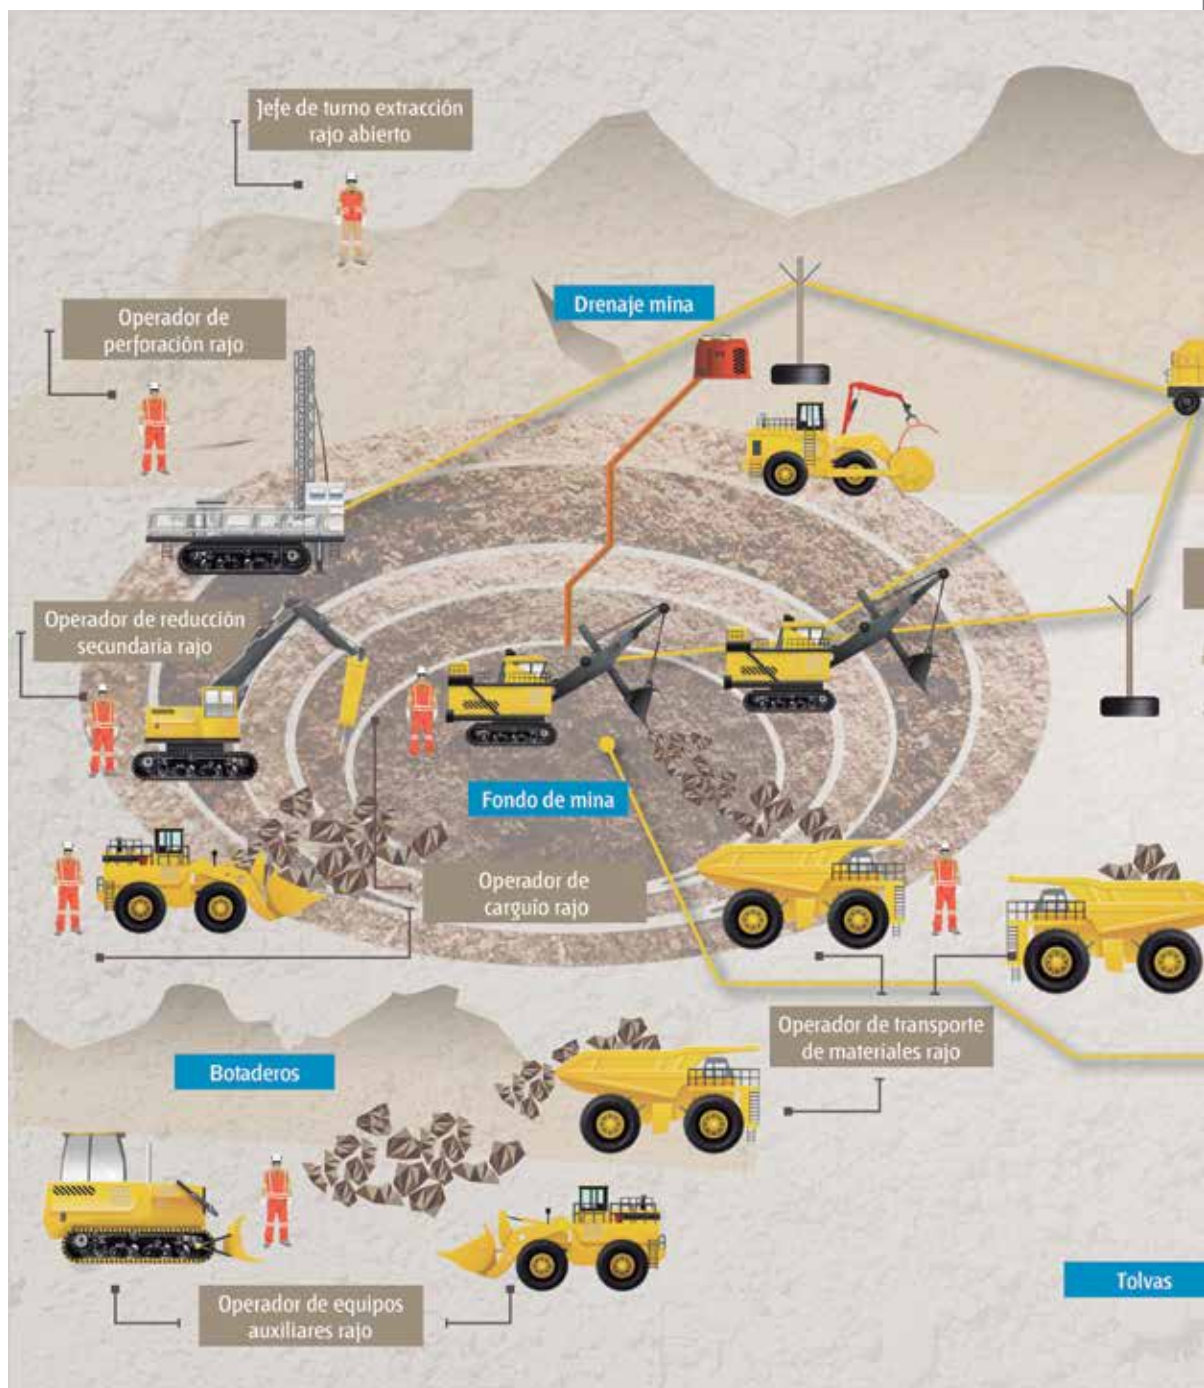 Jefe de turno extracción
rajo abierto
Drenaje mina
Operador de
perforación rajo
Operador de reducción
secundaria rajo
Fondo de mina
Operador de
carguío rajo
Operador de transporte
de materiales rajo
Botaderos
Tolvas
Operador de equipos
auxiliares rajo